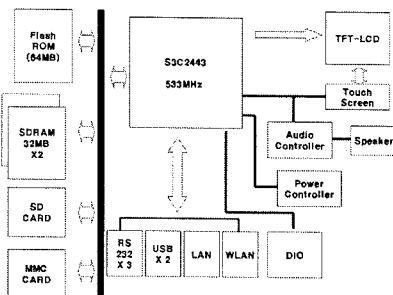 Flash
ROM
(64MB)
S3C2443
533MHz
TFT-LCD
Touch
Screen
SDRAM
32MB
X2
Audio
Controller
Speaker
Power
Controller
SD
CARD
RS
232
X 3
USB
X 2
LAN
WLAN
DIO
MMC
CARD